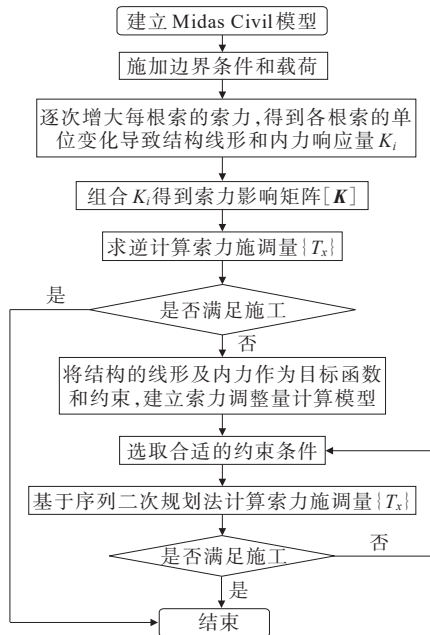 建立Midas Civil模型
施加边界条件和载荷
逐次增大每根索的索力,得到各根索的单
位变化导致结构线形和内力响应量Ki
组合Ki得到索力影响矩阵[K]
求逆计算索力施调量{Tx}
是
是否满足施工
否
将结构的线形及内力作为目标函数
和约束,建立索力调整量计算模型
选取合适的约束条件
基于序列二次规划法计算索力施调量{Tx}
是否满足施工
否
是
结束